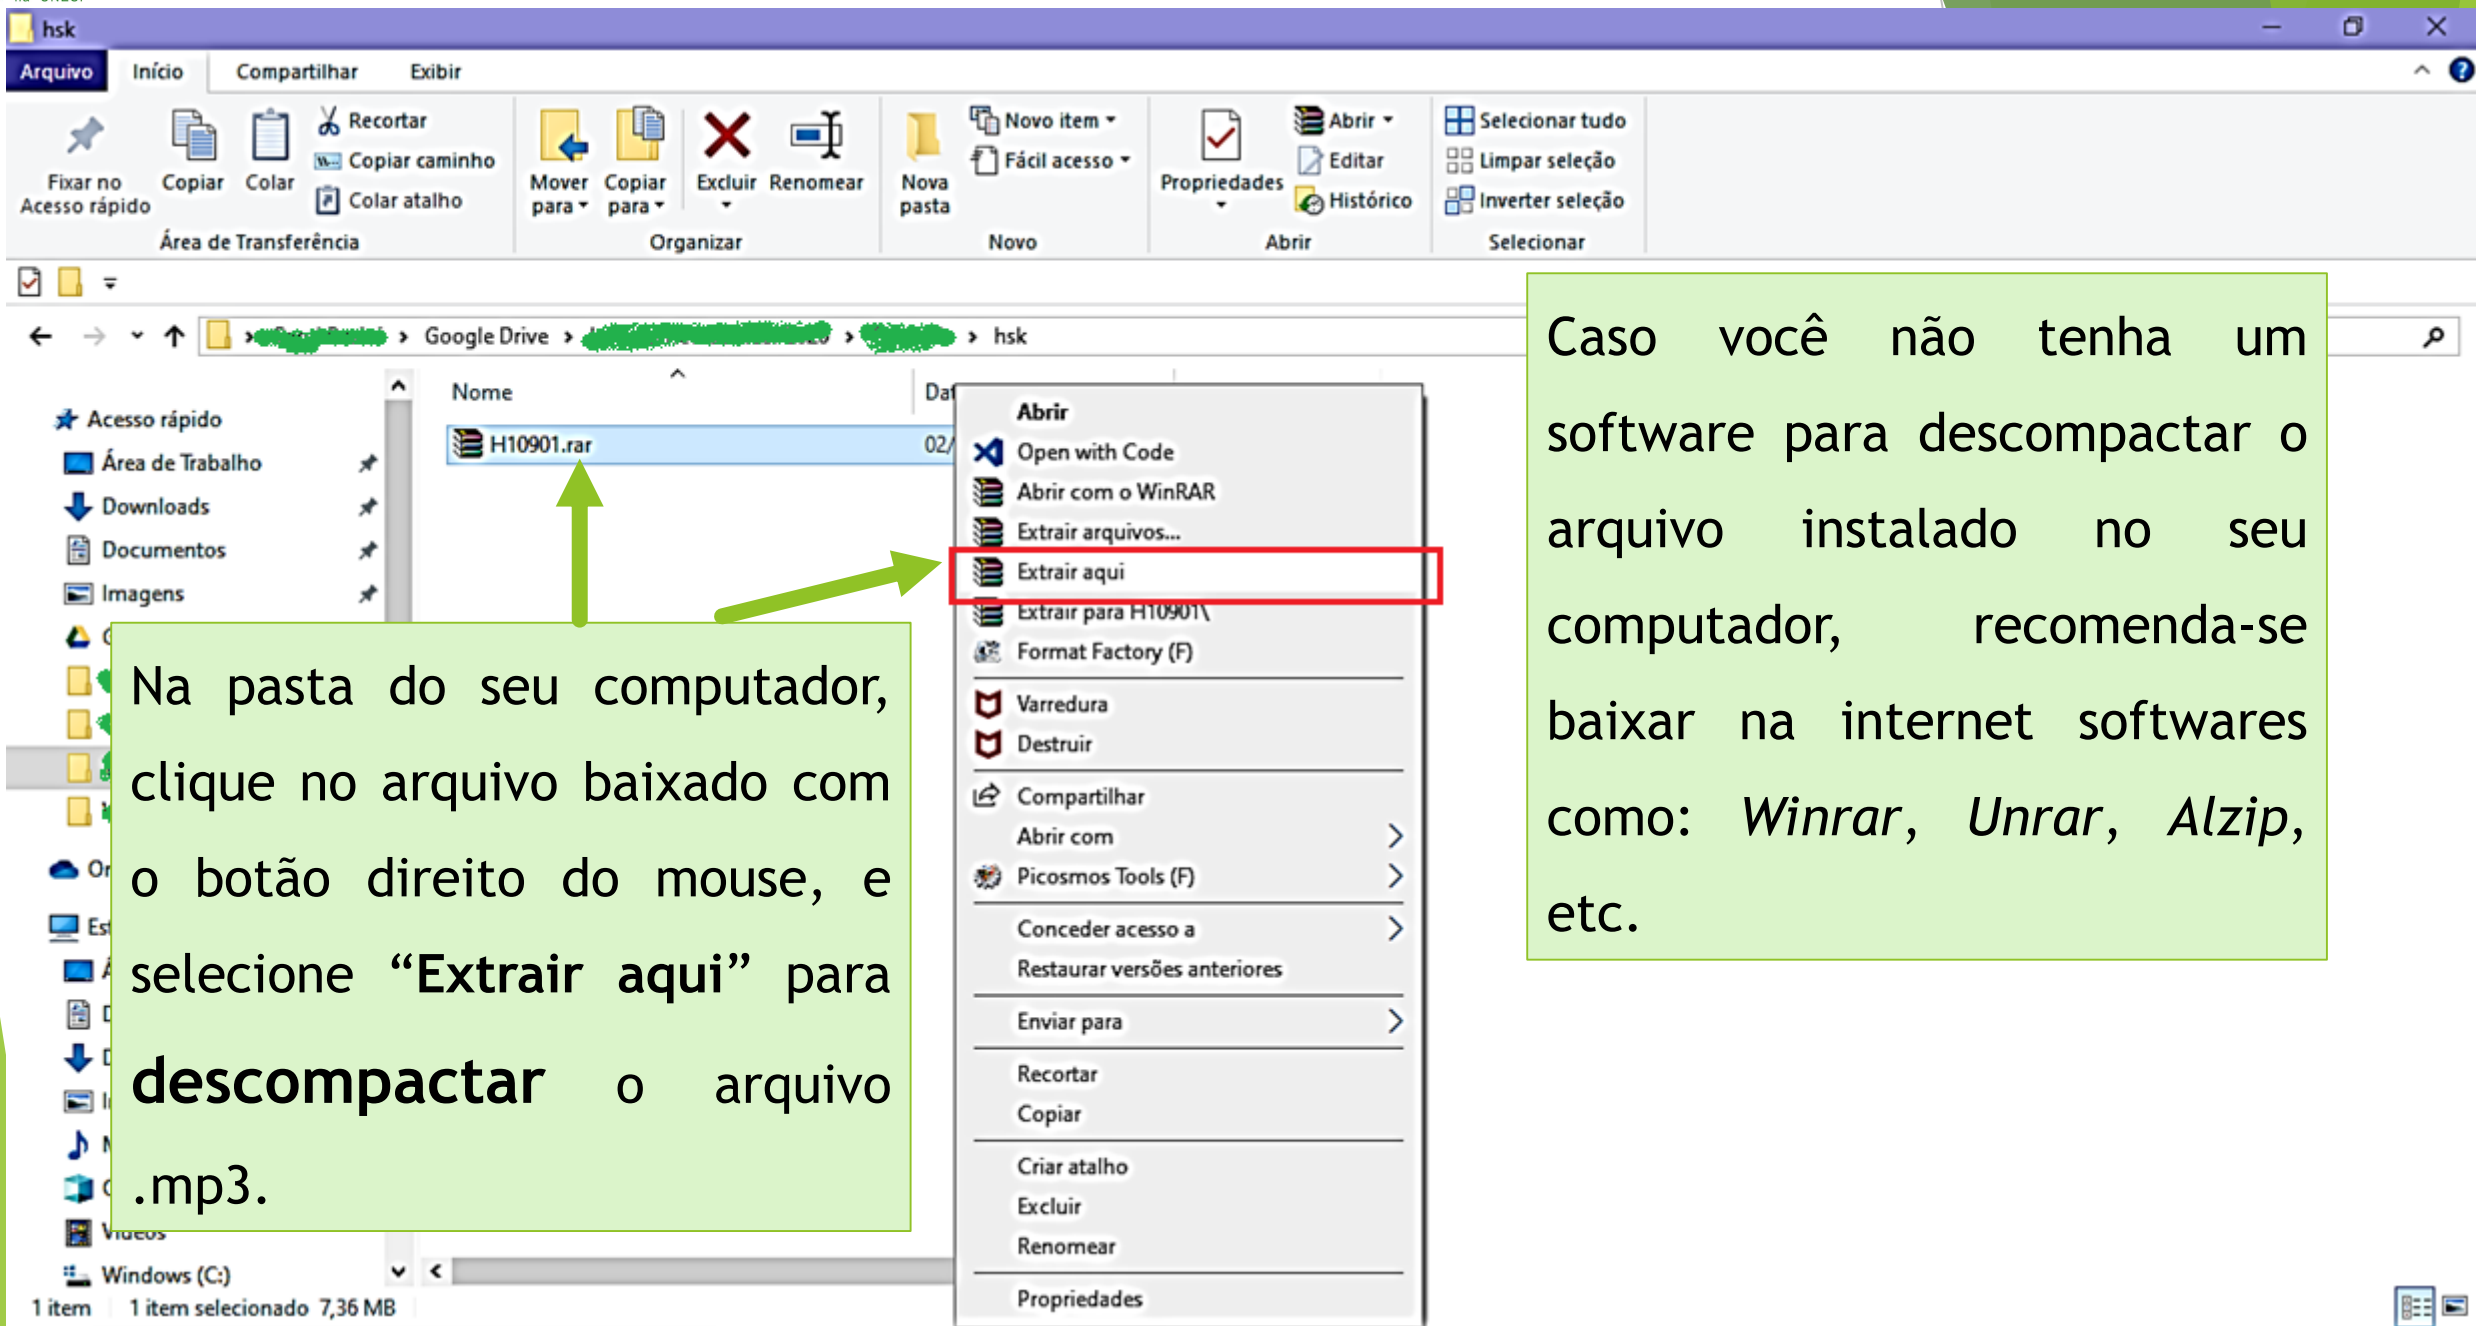 hsk
Arquivo Início Compartilhar Exibir
Fixar no Acesso rápido
Copiar
Colar
Recortar
Copiar caminho
Colar atalho
Área de Transferência
Mover para
Copiar para
Excluir
Renomear
Organizar
Nova pasta
Novo item
Fácil acesso
Novo
Propriedades
Abrir
Editar
Histórico
Abrir
Selecionar tudo
Limpar seleção
Inverter seleção
Selecionar
Google Drive > hsk
Nome
H10901.rar
02/
Acesso rápido
Área de Trabalho
Downloads
Documentos
Imagens
Windows (C:)
1 item 1 item selecionado 7,36 MB
Na pasta do seu computador,
clique no arquivo baixado com
o botão direito do mouse, e
selecione “Extrair aqui” para
descompactar o arquivo
.mp3.
Abrir
Open with Code
Abrir com o WinRAR
Extrair arquivos...
Extrair aqui
Extrair para H10901\
Format Factory (F)
Varredura
Destruir
Compartilhar
Abrir com
Picosmos Tools (F)
Conceder acesso a
Restaurar versões anteriores
Enviar para
Recortar
Copiar
Criar atalho
Excluir
Renomear
Propriedades
Caso você não tenha um
software para descompactar o
arquivo instalado no seu
computador, recomenda-se
baixar na internet softwares
como: Winrar, Unrar, Alzip,
etc.